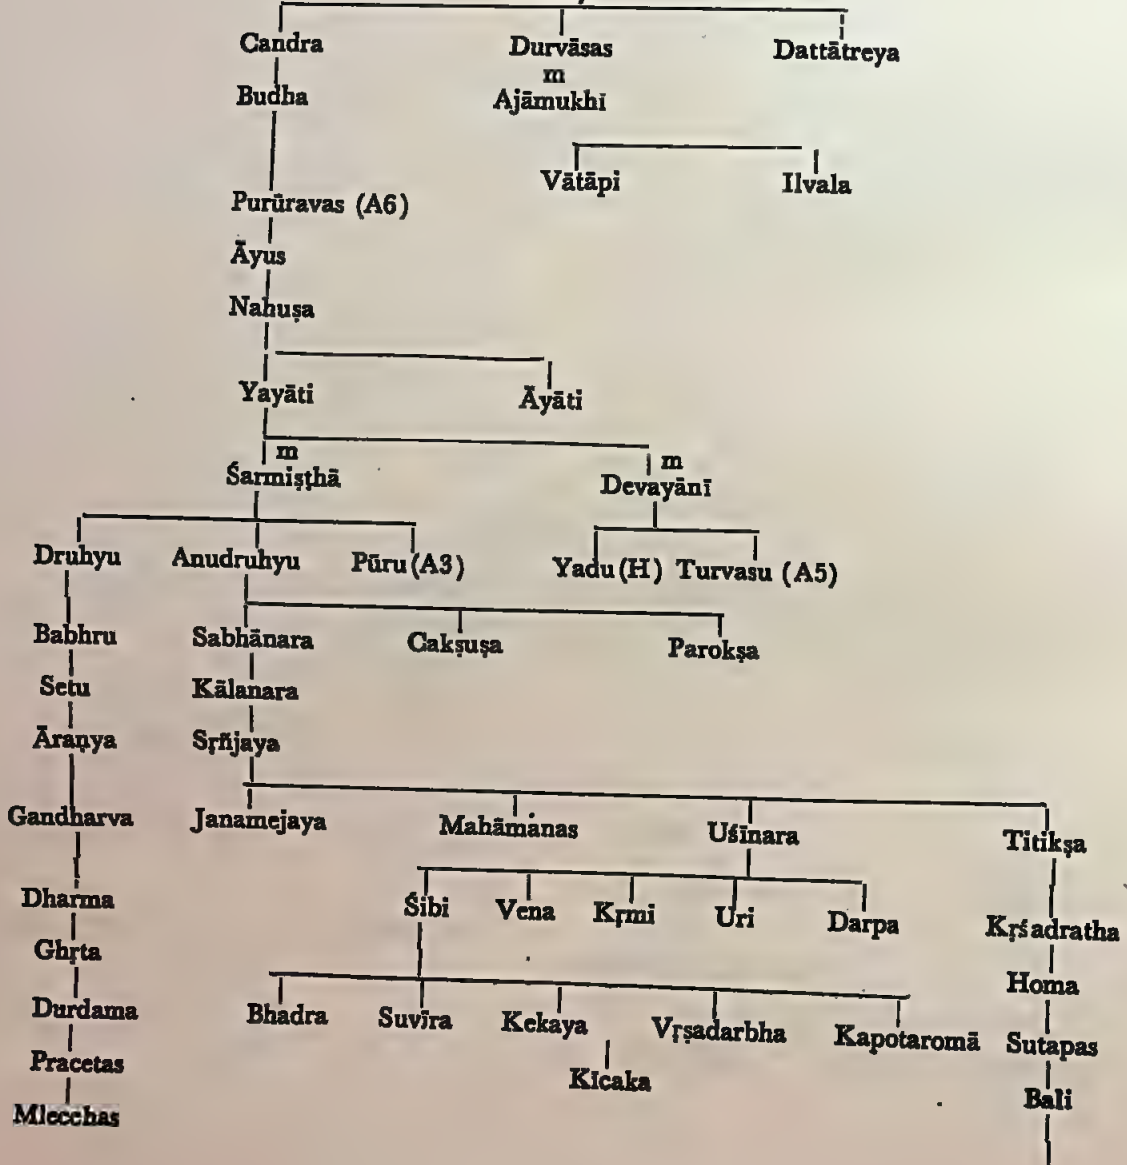 Candra Durvāsas Dattātreya
m
Budha Ajāmukhī
Vātāpi Ilvala
Purūravas (A6)
Āyus
Nahuṣa
Yayāti Āyāti
m m
Śarmiṣṭhā Devayānī
Druhyu Anudruhyu Pūru (A3) Yadu (H) Turvasu (A5)
Babhru Sabhānara Cakṣuṣa Parokṣa
Setu Kālanara
Āraṇya Sṛñjaya
Gandharva Janamejaya Mahāmanas Uśīnara Titikṣa
Dharma Śibi Vena Kṛmi Uri Darpa Kṛśadratha
Ghṛta Homa
Durdama Bhadra Suvīra Kekaya Vṛṣadarbha Kapotaromā Sutapas
Pracetas Kīcaka Bali
Mlecchas